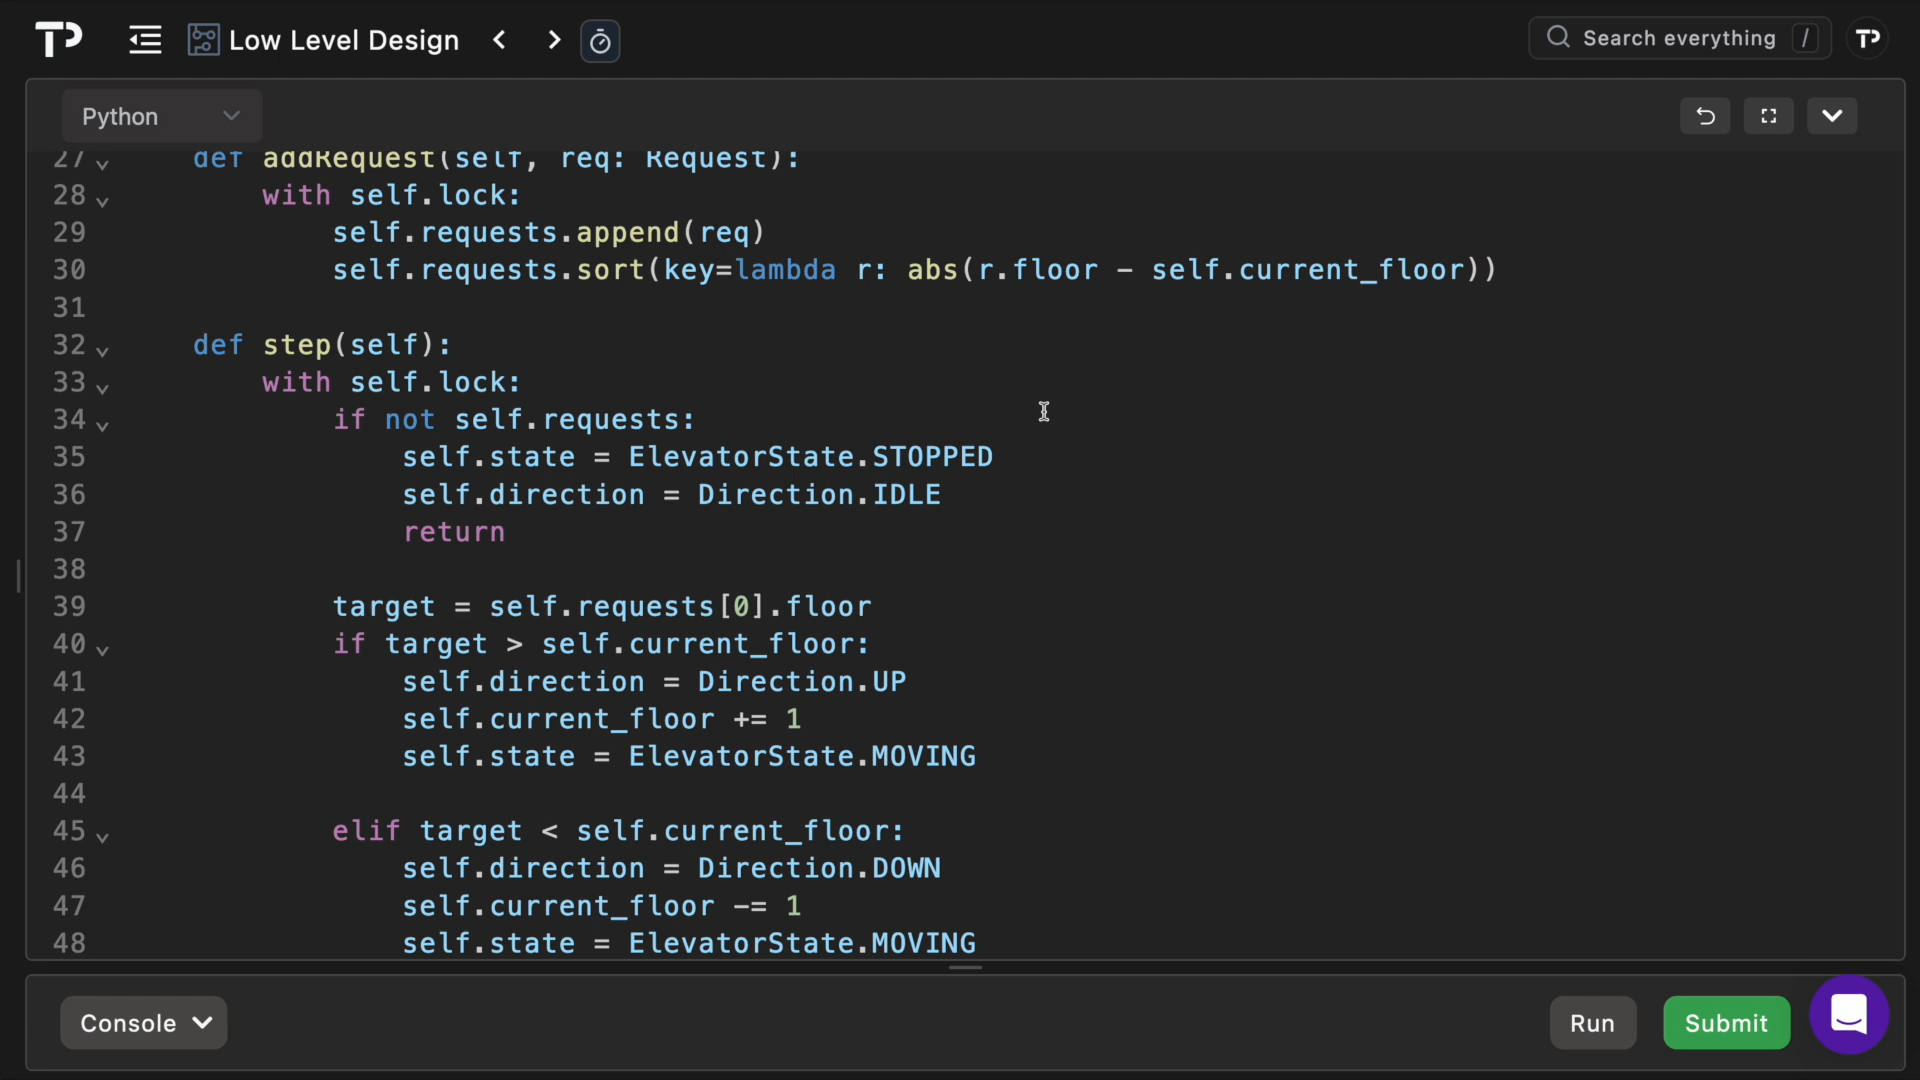 TP Low Level Design Search everything / TP
Python
27 def addRequest(self, req: Request):
28 with self.lock:
29 self.requests.append(req)
30 self.requests.sort(key=lambda r: abs(r.floor - self.current_floor))
31
32 def step(self):
33 with self.lock:
34 if not self.requests:
35 self.state = ElevatorState.STOPPED
36 self.direction = Direction.IDLE
37 return
38
39 target = self.requests[0].floor
40 if target > self.current_floor:
41 self.direction = Direction.UP
42 self.current_floor += 1
43 self.state = ElevatorState.MOVING
44
45 elif target < self.current_floor:
46 self.direction = Direction.DOWN
47 self.current_floor -= 1
48 self.state = ElevatorState.MOVING
Console Run Submit